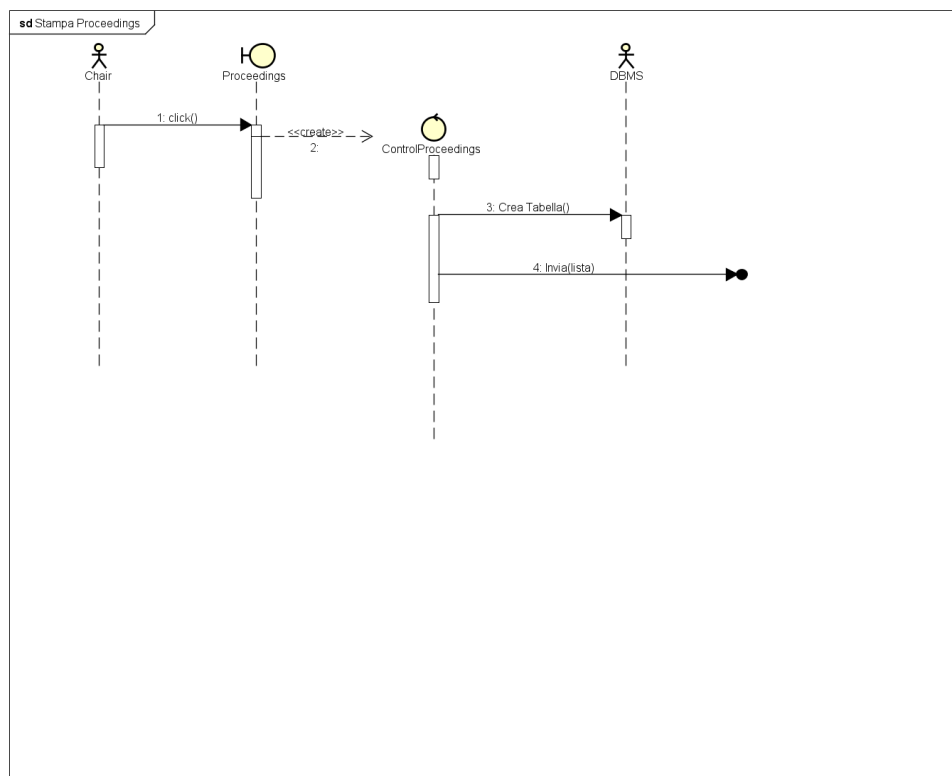 sd Stampa Proceedings
Chair
Proceedings
DBMS
1: click()
<<create>>
2:
ControlProceedings
3: Crea Tabella()
4: Invia(lista)